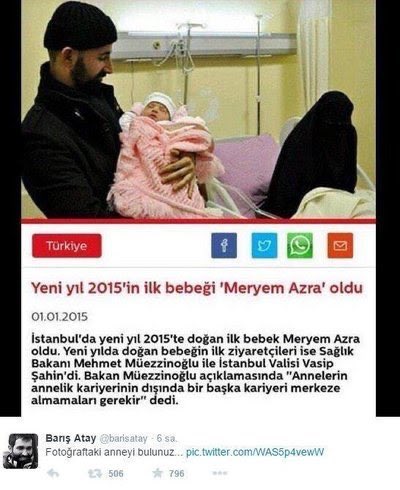 Türkiye
Yeni yıl 2015'in ilk bebeği 'Meryem Azra' oldu
01.01.2015
İstanbul'da yeni yıl 2015'te doğan ilk bebek Meryem Azra
oldu. Yeni yılda doğan bebeğin ilk ziyaretçileri ise Sağlık
Bakanı Mehmet Müezzinoğlu ile İstanbul Valisi Vasip
Şahin'di. Bakan Müezzinoğlu açıklamasında "Annelerin
annelik kariyerinin dışında bir başka kariyeri merkeze
almamaları gerekir" dedi.
Barış Atay @barisatay · 6 sa.
Fotoğraftaki anneyi bulunuz... pic.twitter.com/WAS5p4vewW
506 796